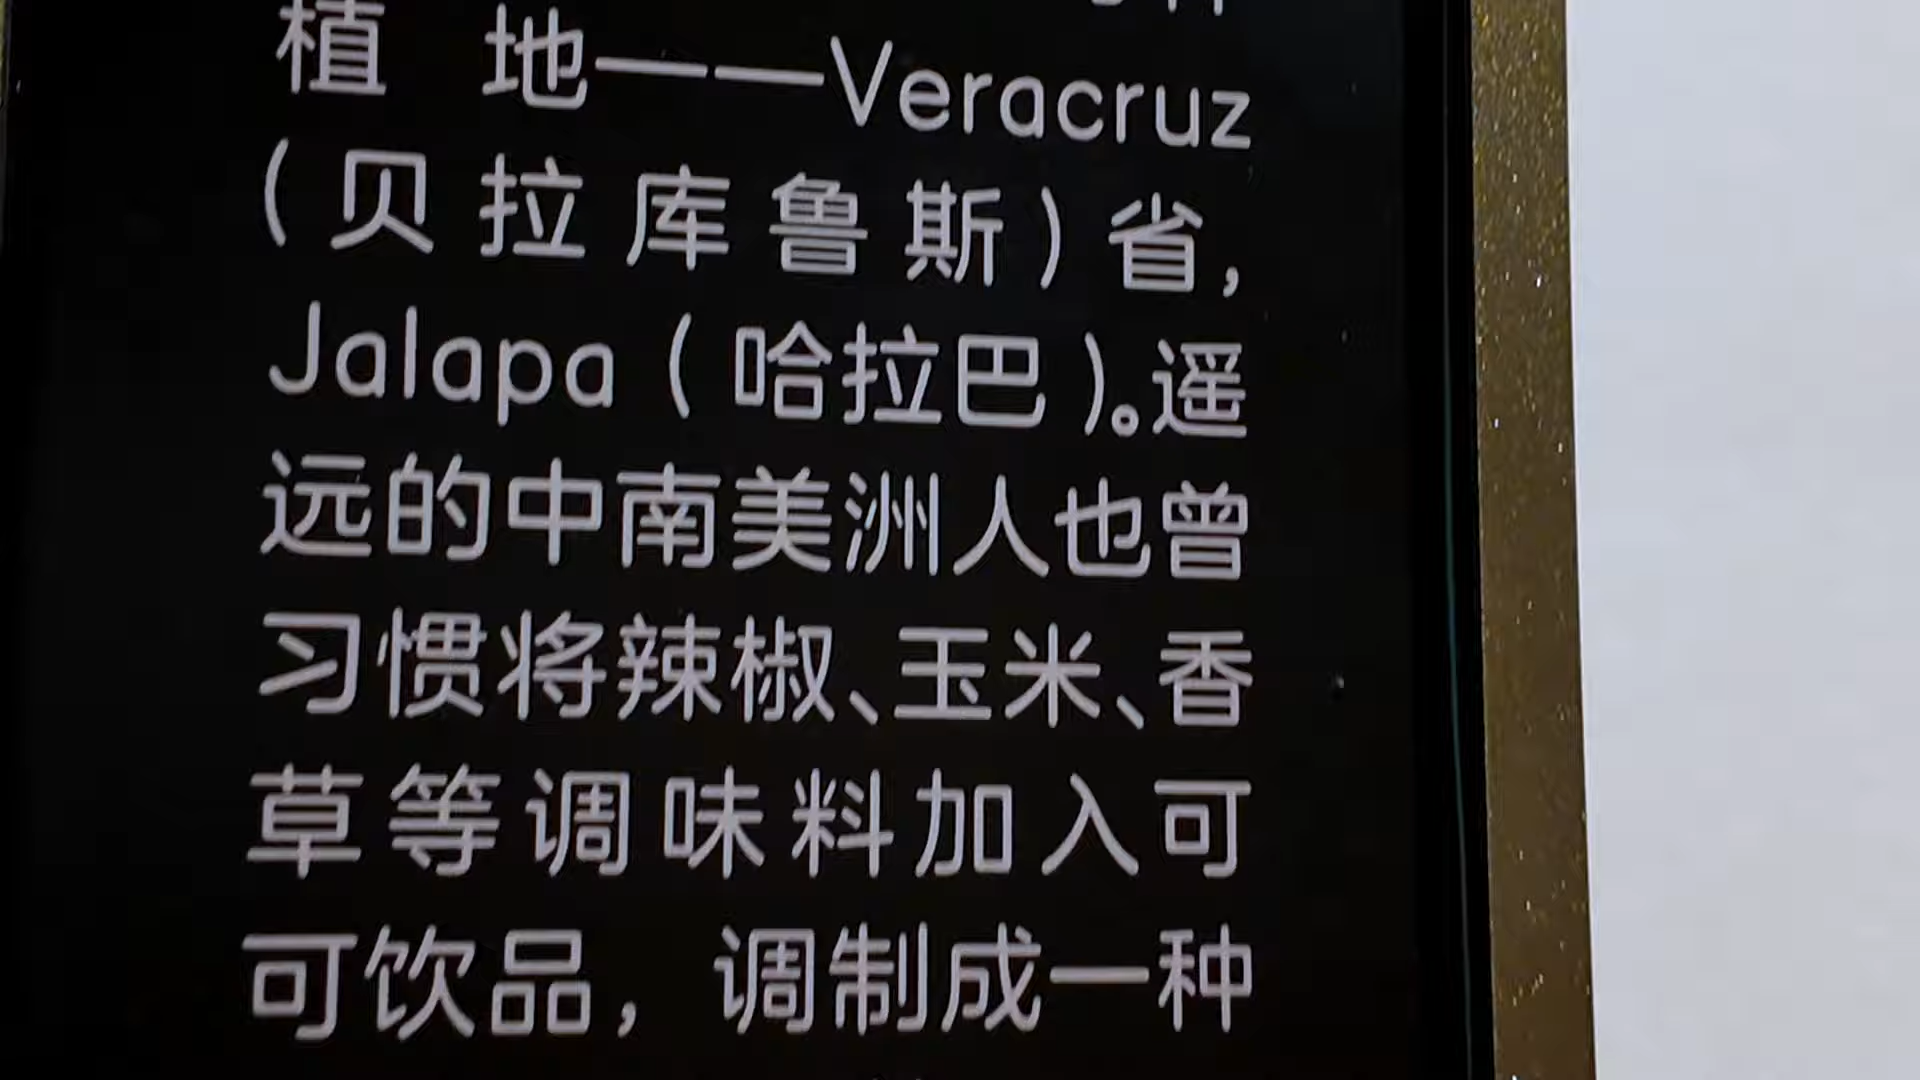 植地——Veracruz
(贝拉库鲁斯)省,
Jalapa(哈拉巴)。遥
远的中南美洲人也曾
习惯将辣椒、玉米、香
草等调味料加入可
可饮品,调制成一种